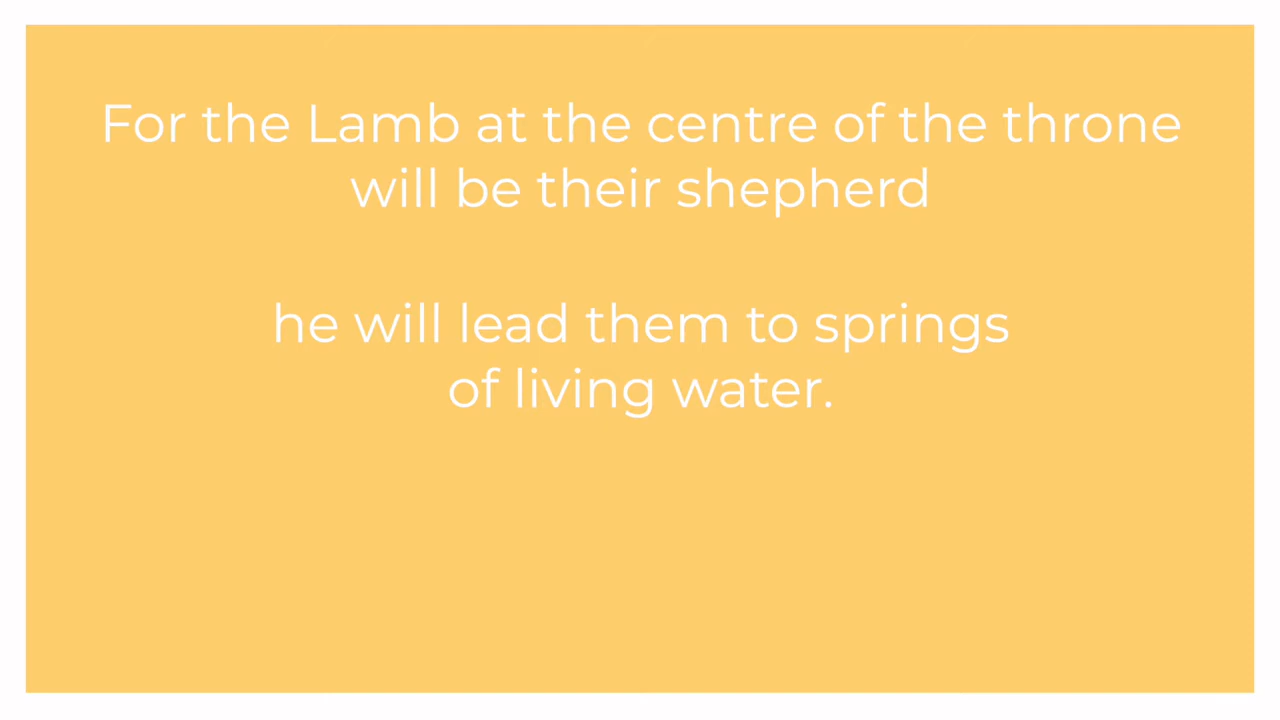 For the Lamb at the centre of the throne
will be their shepherd
he will lead them to springs
of living water.